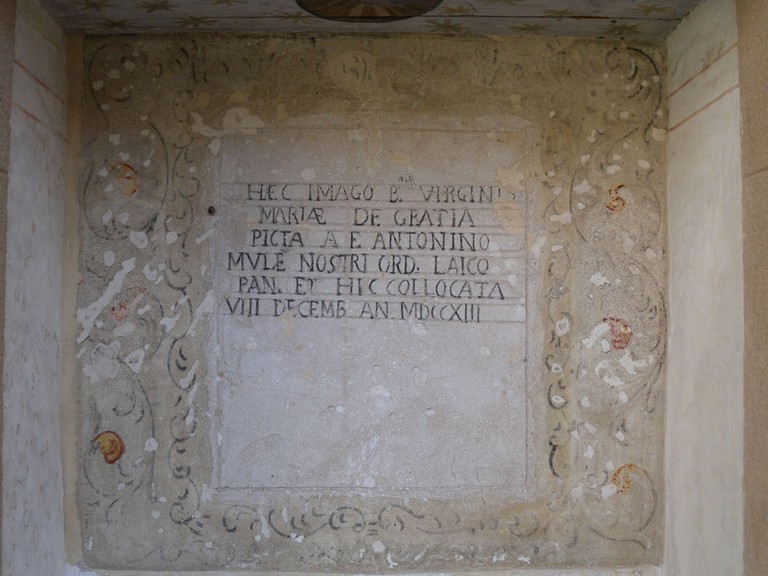 HÆC IMAGO B. VIRGINIS
MARIÆ DE GRATIA
PICTA A F. ANTONINO
MVLÈ NOSTRI ORD. LAICO
PAN. ET HIC COLLOCATA
VIII DECEMB. AN. MDCCXIII